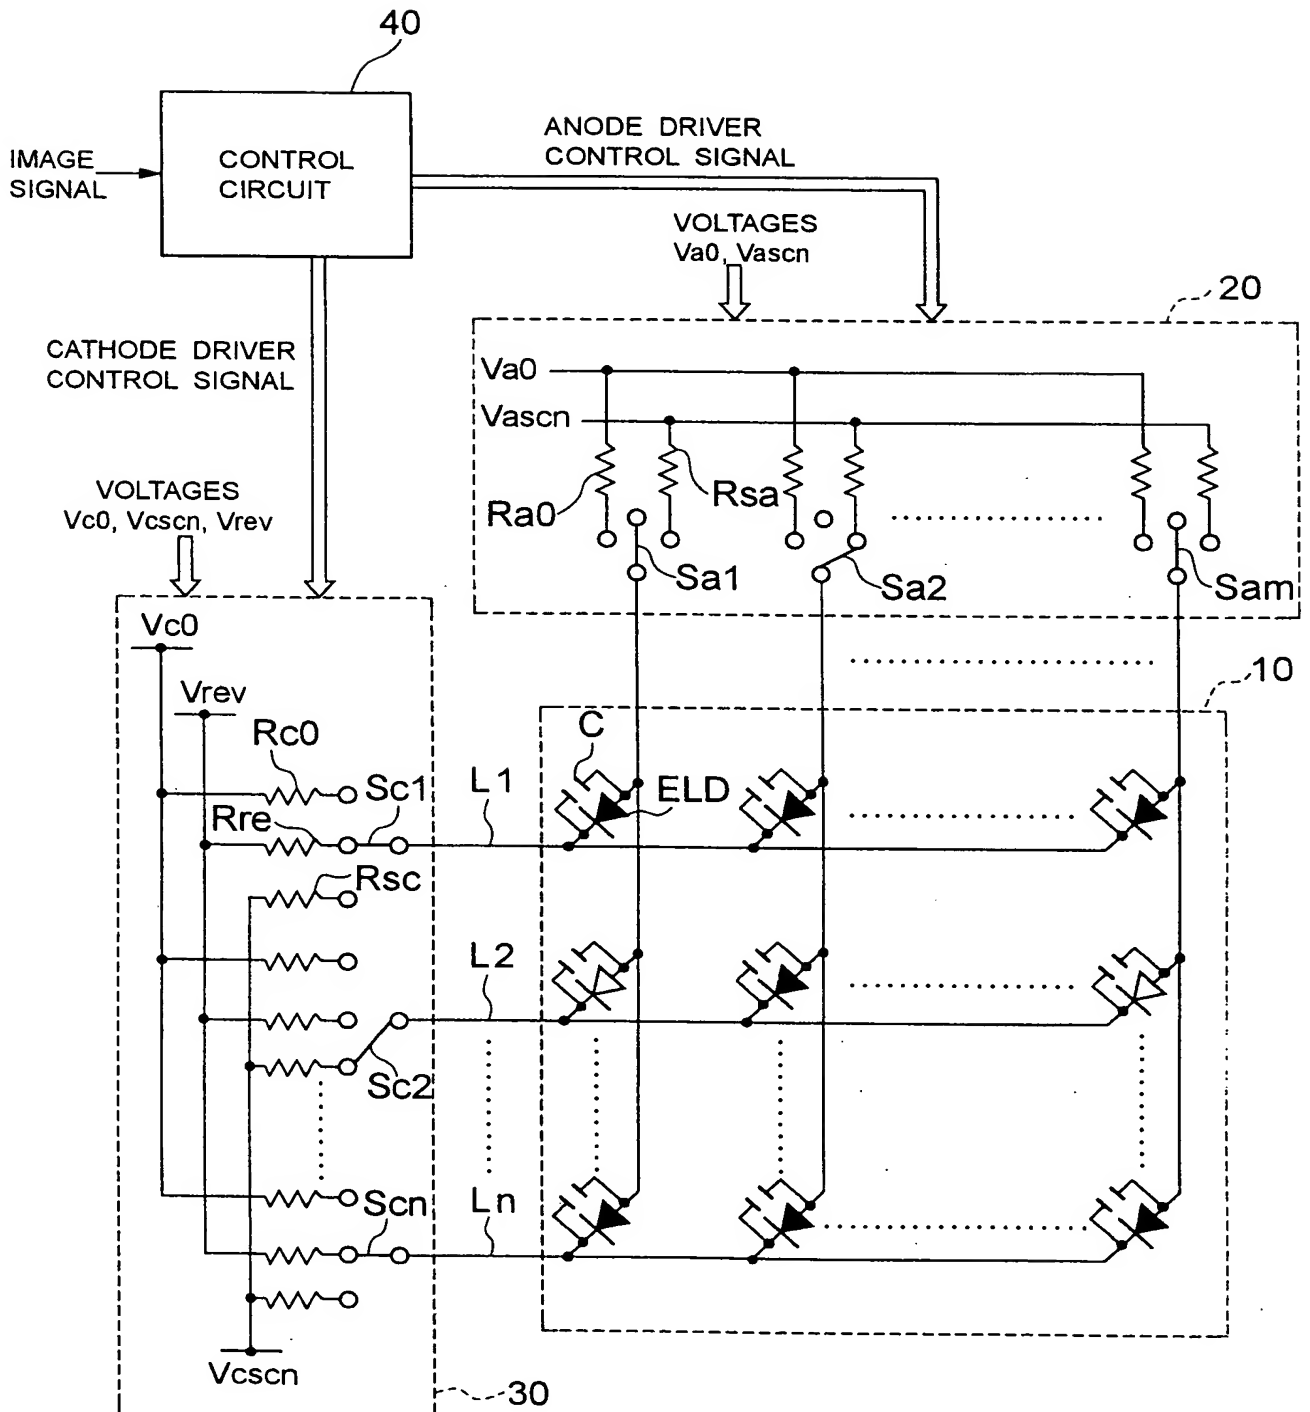 40
IMAGE
SIGNAL
CONTROL
CIRCUIT
ANODE DRIVER
CONTROL SIGNAL
VOLTAGES
Va0, Vascn
20
CATHODE DRIVER
CONTROL SIGNAL
Va0
Vascn
VOLTAGES
Vc0, Vcscn, Vrev
Ra0
Rsa
Sa1
Sa2
Sam
Vc0
10
Vrev
Rc0
C
Sc1
L1
ELD
Rre
Rsc
L2
Sc2
Scn
Ln
Vcscn
30